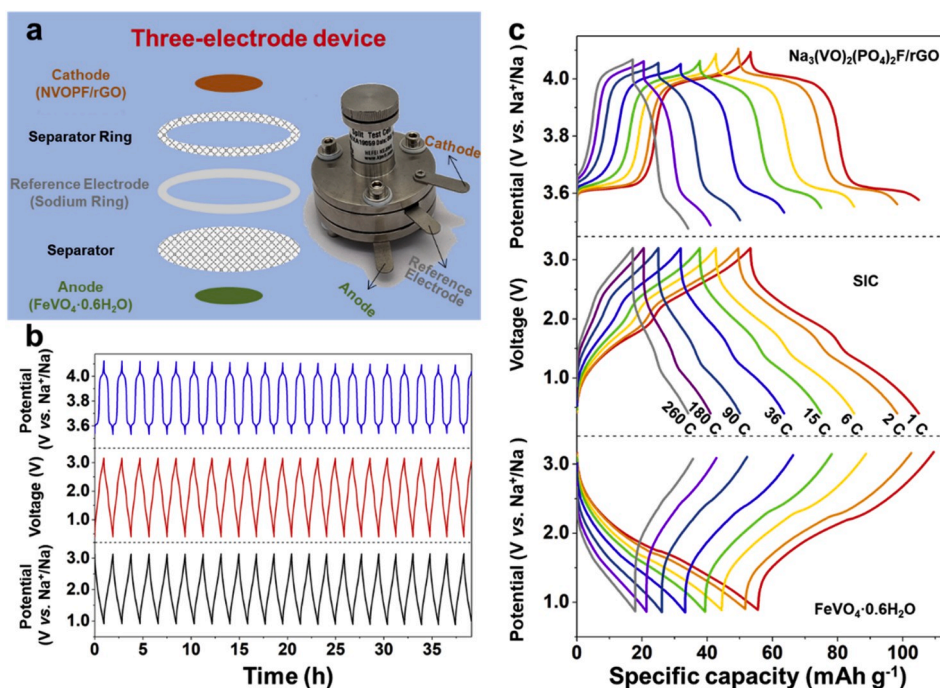 a
Three-electrode device
Cathode
(NVOPF/rGO)
Separator Ring
Reference Electrode
(Sodium Ring)
Separator
Anode
(FeVO₄·0.6H₂O)
Split Test Cell
Cathode
Reference
Electrode
Anode
b
Potential
(V vs. Na⁺/Na)
4.0
3.6
Voltage (V)
3.0
2.0
1.0
Potential
(V vs. Na⁺/Na)
3.0
2.0
1.0
0 5 10 15 20 25 30 35
Time (h)
c
Potential (V vs. Na⁺/Na)
4.0
3.8
3.6
Na₃(VO)₂(PO₄)₂F/rGO
Voltage (V)
3.0
2.0
1.0
SIC
260 C 180 C 90 C 36 C 15 C 6 C 2 C 1 C
Potential (V vs. Na⁺/Na)
3.0
2.0
1.0
FeVO₄·0.6H₂O
0 20 40 60 80 100
Specific capacity (mAh g⁻¹)